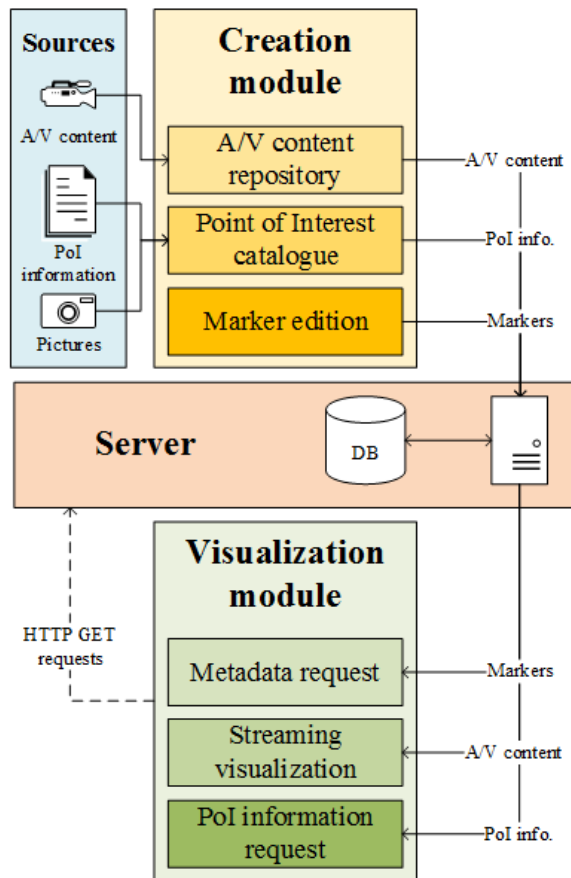 Sources
A/V content
PoI
information
Pictures
Creation
module
A/V content
repository
Point of Interest
catalogue
Marker edition
A/V content
PoI info.
Markers
Server
DB
HTTP GET
requests
Visualization
module
Metadata request
Streaming
visualization
PoI information
request
Markers
A/V content
PoI info.